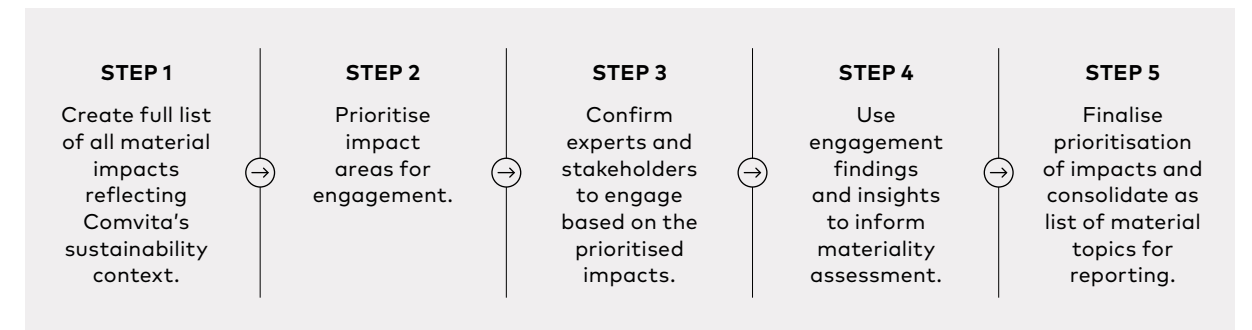 STEP 1
Create full list
of all material
impacts
reflecting
Comvita’s
sustainability
context.
STEP 2
Prioritise
impact
areas for
engagement.
STEP 3
Confirm
experts and
stakeholders
to engage
based on the
prioritised
impacts.
STEP 4
Use
engagement
findings
and insights
to inform
materiality
assessment.
STEP 5
Finalise
prioritisation
of impacts and
consolidate as
list of material
topics for
reporting.